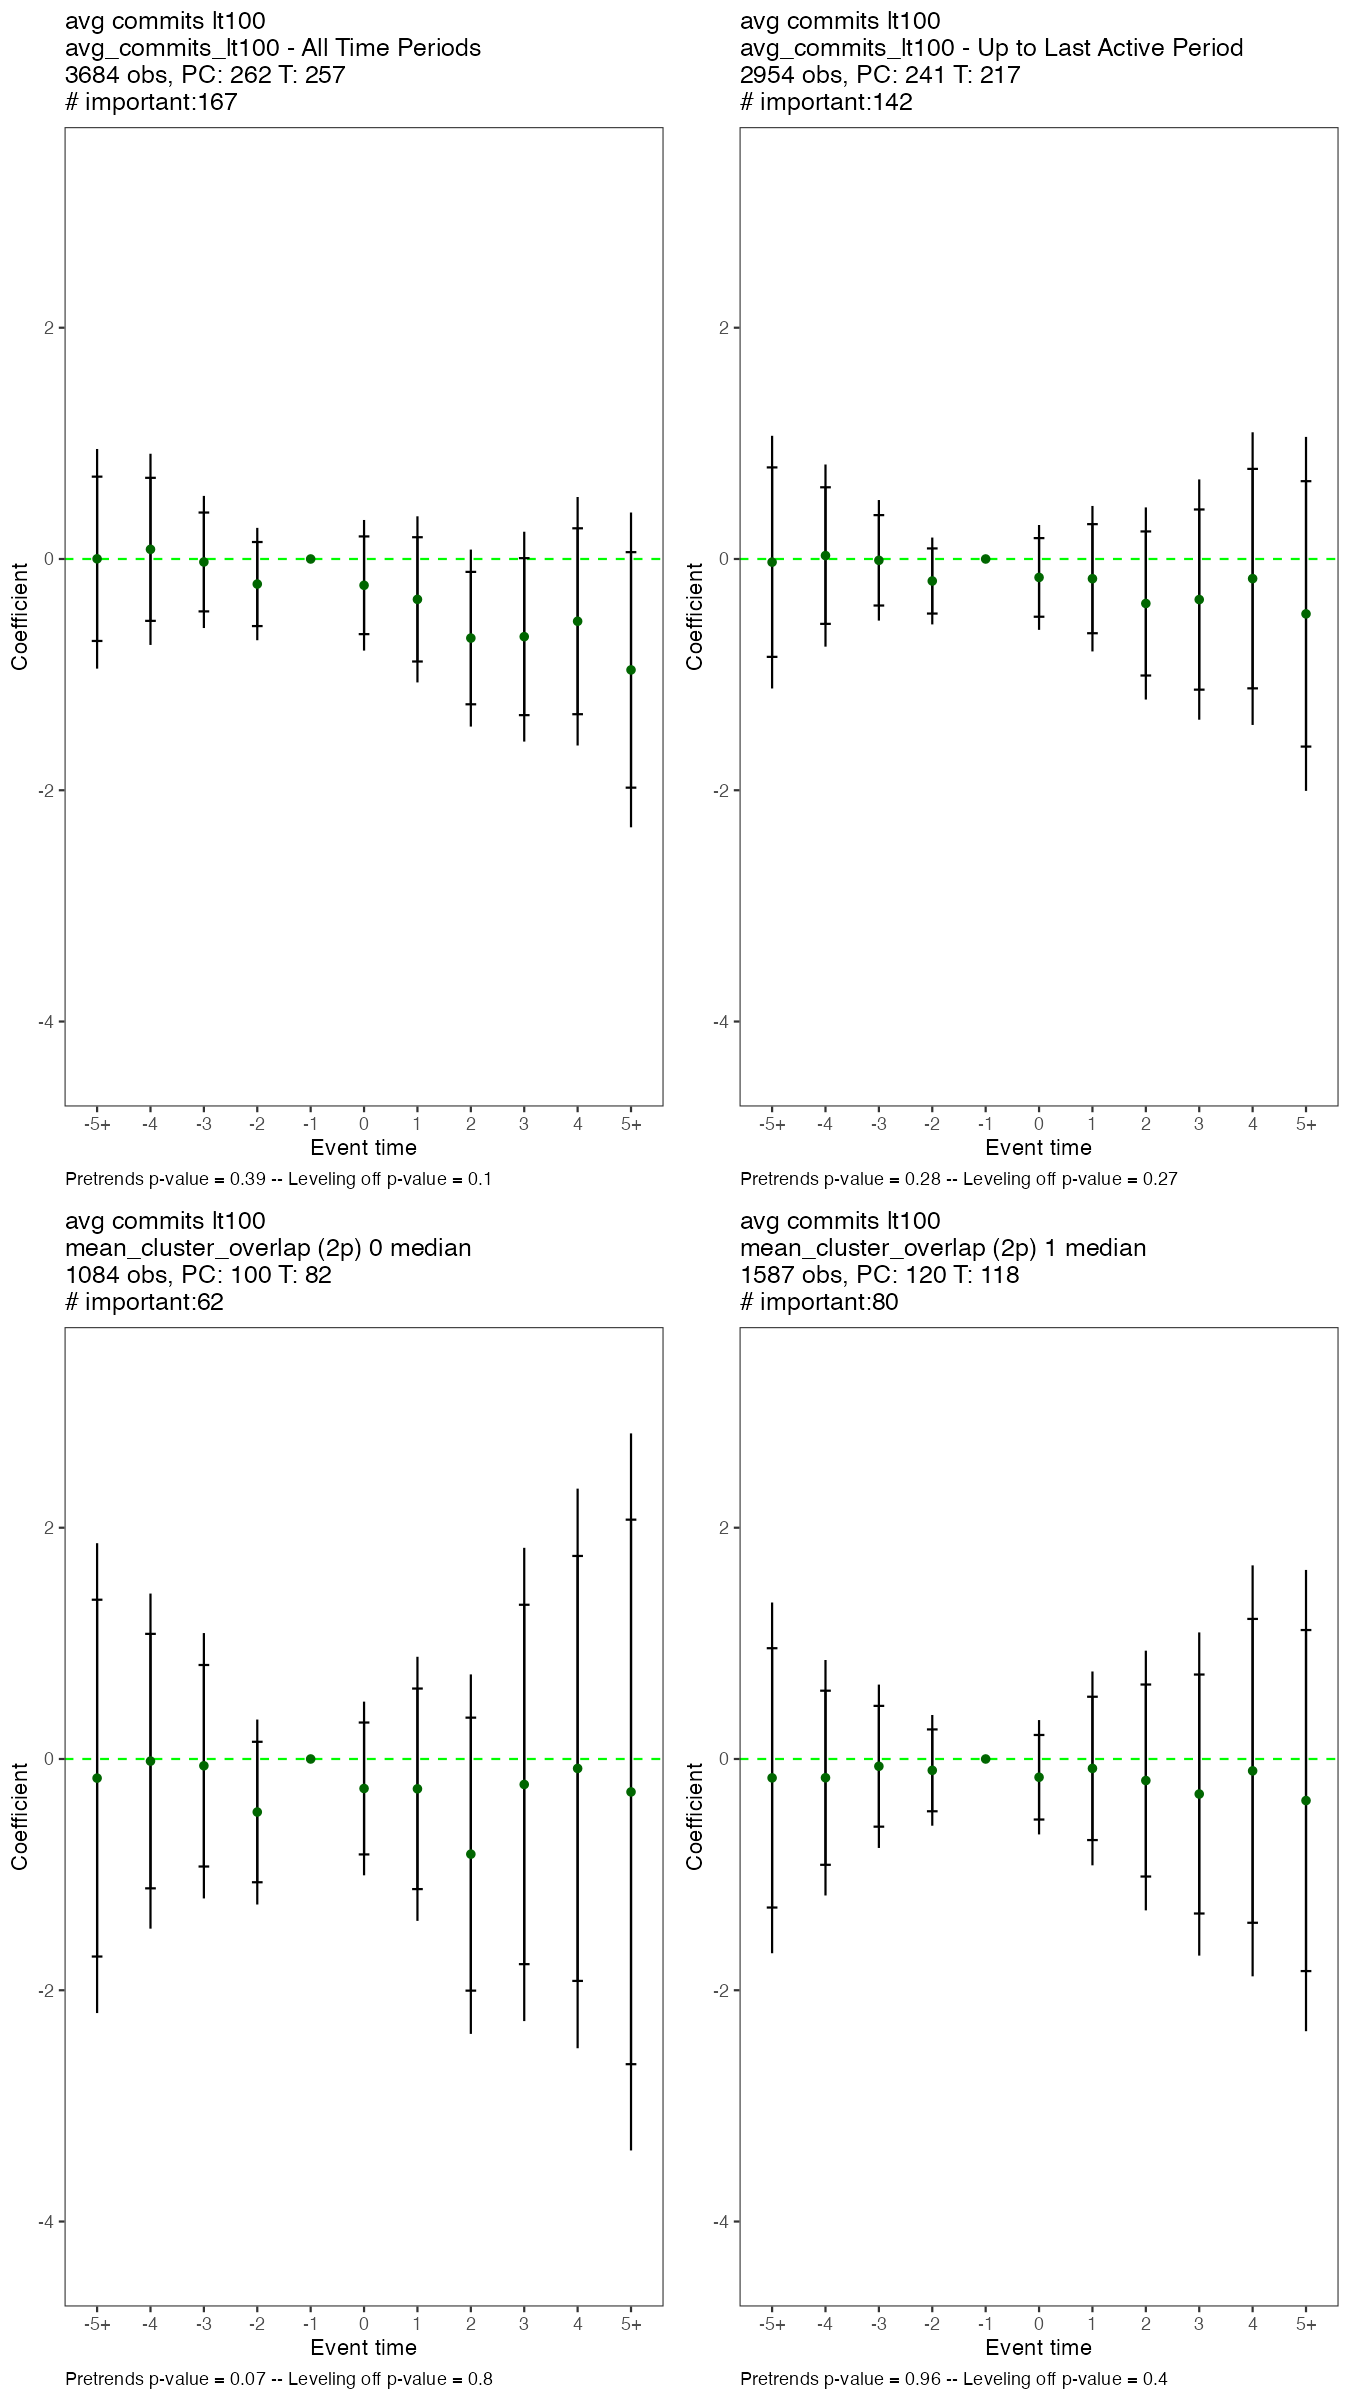 avg commits lt100
avg_commits_lt100 - All Time Periods
3684 obs, PC: 262 T: 257
# important:167
2
0
-2
-4
Coefficient
-5+ -4 -3 -2 -1 0 1 2 3 4 5+
Event time
Pretrends p-value = 0.39 -- Leveling off p-value = 0.1
avg commits lt100
avg_commits_lt100 - Up to Last Active Period
2954 obs, PC: 241 T: 217
# important:142
2
0
-2
-4
Coefficient
-5+ -4 -3 -2 -1 0 1 2 3 4 5+
Event time
Pretrends p-value = 0.28 -- Leveling off p-value = 0.27
avg commits lt100
mean_cluster_overlap (2p) 0 median
1084 obs, PC: 100 T: 82
# important:62
2
0
-2
-4
Coefficient
-5+ -4 -3 -2 -1 0 1 2 3 4 5+
Event time
Pretrends p-value = 0.07 -- Leveling off p-value = 0.8
avg commits lt100
mean_cluster_overlap (2p) 1 median
1587 obs, PC: 120 T: 118
# important:80
2
0
-2
-4
Coefficient
-5+ -4 -3 -2 -1 0 1 2 3 4 5+
Event time
Pretrends p-value = 0.96 -- Leveling off p-value = 0.4